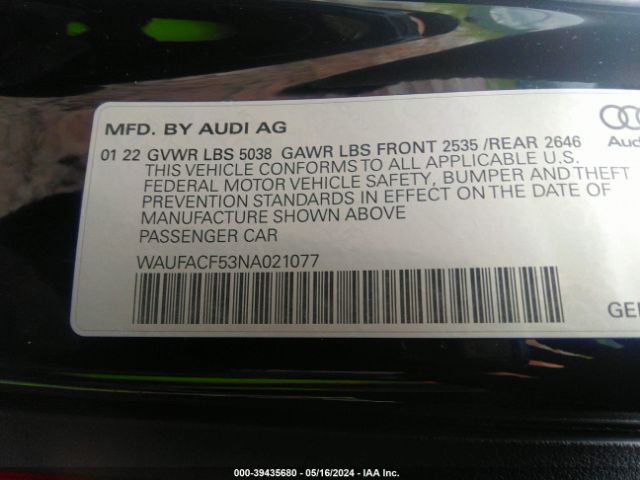 MFD. BY AUDI AG
01 22 GVWR LBS 5038 GAWR LBS FRONT 2535 /REAR 2646
THIS VEHICLE CONFORMS TO ALL APPLICABLE U.S.
FEDERAL MOTOR VEHICLE SAFETY, BUMPER AND THEFT
PREVENTION STANDARDS IN EFFECT ON THE DATE OF
MANUFACTURE SHOWN ABOVE
PASSENGER CAR
WAUFACF53NA021077
000-39435680 - 05/16/2024 - IAA Inc.